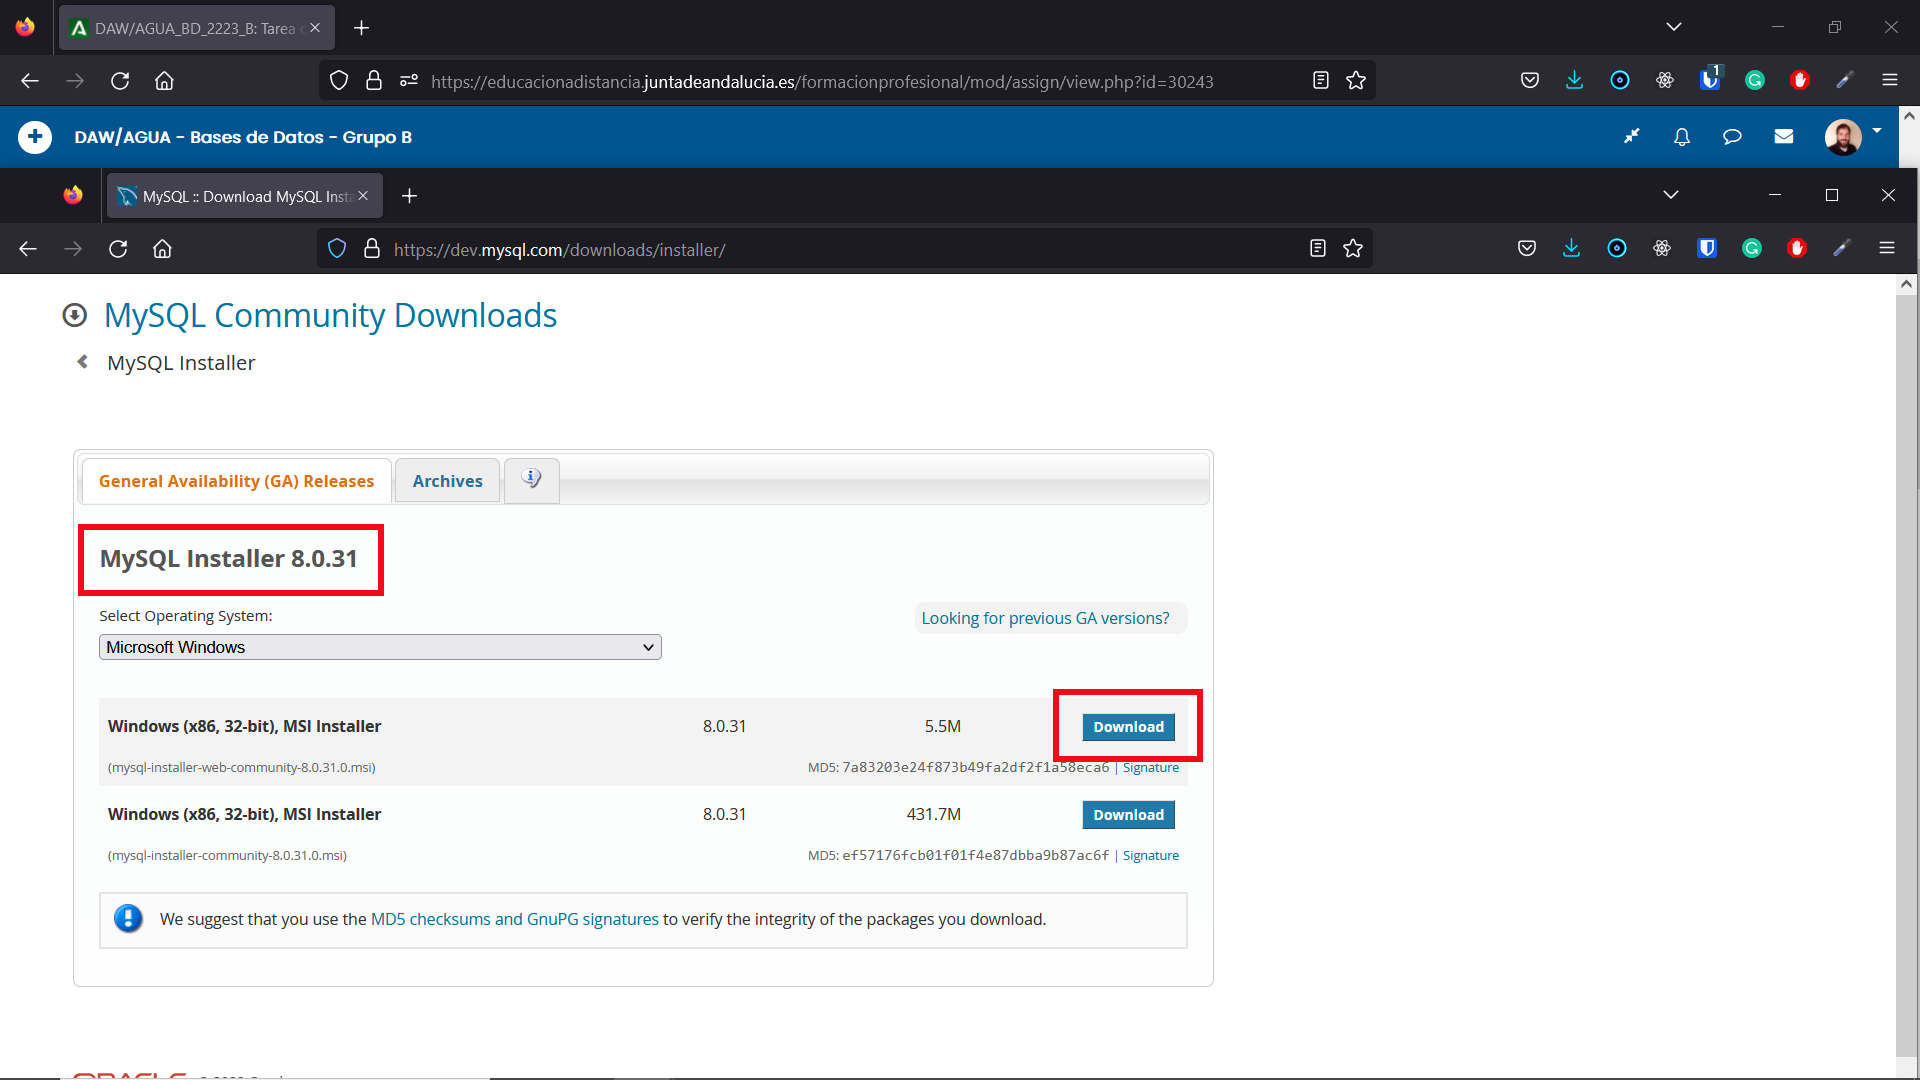 DAW/AGUA_BD_2223_B: Tarea
https://educacionadistancia.juntadeandalucia.es/formacionprofesional/mod/assign/view.php?id=30243
1
DAW/AGUA - Bases de Datos - Grupo B
MySQL :: Download MySQL Insta
https://dev.mysql.com/downloads/installer/
MySQL Community Downloads
MySQL Installer
General Availability (GA) Releases
Archives
MySQL Installer 8.0.31
Select Operating System:
Looking for previous GA versions?
Microsoft Windows
Windows (x86, 32-bit), MSI Installer 8.0.31 5.5M Download
(mysql-installer-web-community-8.0.31.0.msi) MD5: 7a83203e24f873b49fa2df2f1a58eca6 | Signature
Windows (x86, 32-bit), MSI Installer 8.0.31 431.7M Download
(mysql-installer-community-8.0.31.0.msi) MD5: ef57176fcb01f01f4e87dbba9b87ac6f | Signature
We suggest that you use the MD5 checksums and GnuPG signatures to verify the integrity of the packages you download.
ORACLE